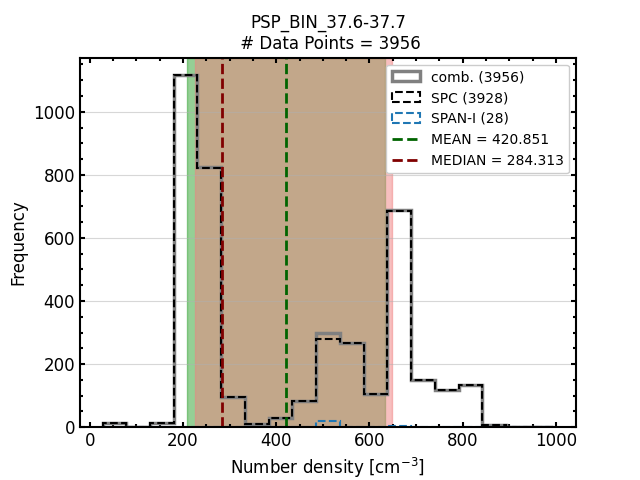 PSP_BIN_37.6-37.7
# Data Points = 3956
comb. (3956)
SPC (3928)
SPAN-I (28)
MEAN = 420.851
MEDIAN = 284.313
Frequency
1000
800
600
400
200
0
0 200 400 600 800 1000
Number density [cm⁻³]